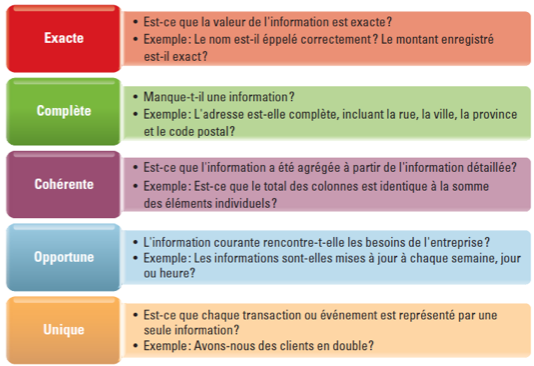 Exacte
• Est-ce que la valeur de l'information est exacte?
• Exemple: Le nom est-il éppelé correctement? Le montant enregistré
est-il exact?
Complète
• Manque-t-il une information?
• Exemple: L'adresse est-elle complète, incluant la rue, la ville, la province
et le code postal?
Cohérente
• Est-ce que l'information a été agrégée à partir de l'information détaillée?
• Exemple: Est-ce que le total des colonnes est identique à la somme
des éléments individuels?
Opportune
• L'information courante rencontre-t-elle les besoins de l'entreprise?
• Exemple: Les informations sont-elles mises à jour à chaque semaine, jour
ou heure?
Unique
• Est-ce que chaque transaction ou événement est représenté par une
seule information?
• Exemple: Avons-nous des clients en double?